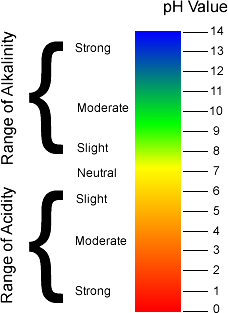 pH Value
Range of Alkalinity
Strong
Moderate
Slight
Neutral
Range of Acidity
Slight
Moderate
Strong
14
13
12
11
10
9
8
7
6
5
4
3
2
1
0